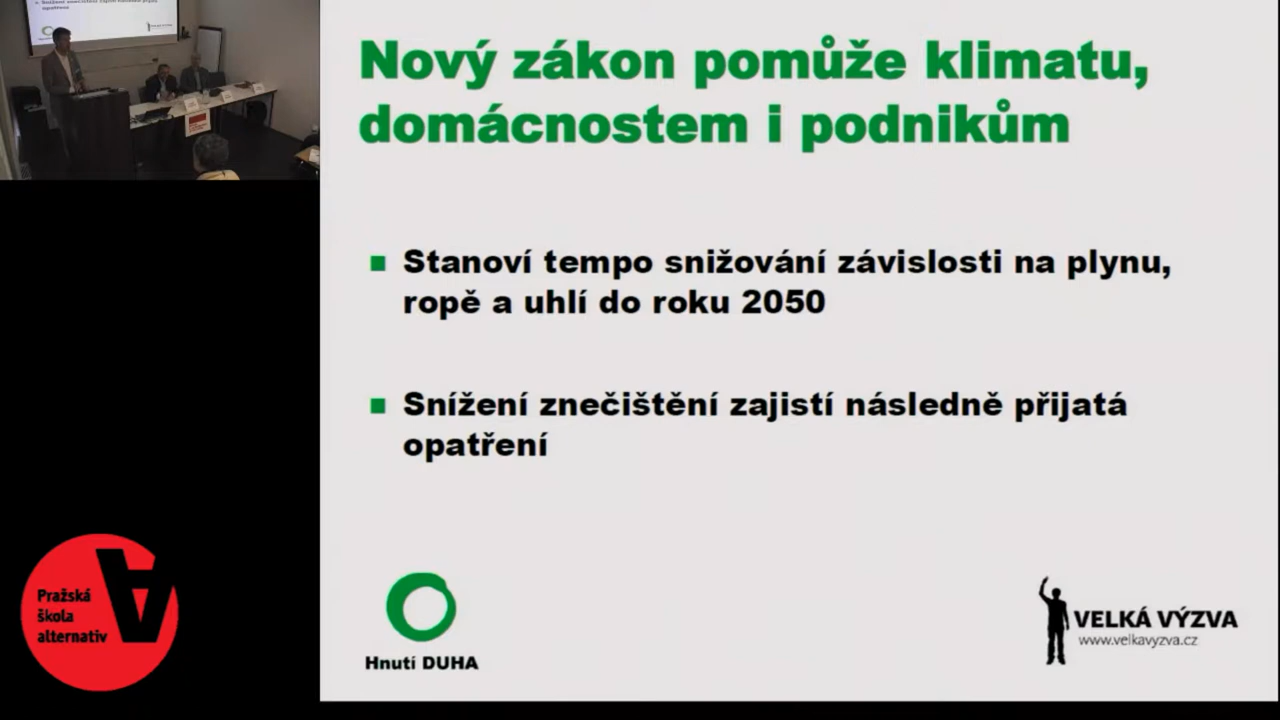 Nový zákon pomůže klimatu,
domácnostem i podnikům
Stanoví tempo snižování závislosti na plynu,
ropě a uhlí do roku 2050
Snížení znečištění zajistí následně přijatá
opatření
Hnutí DUHA
VELKÁ VÝZVA
www.velkavyzva.cz
Pražská
škola
alternativ